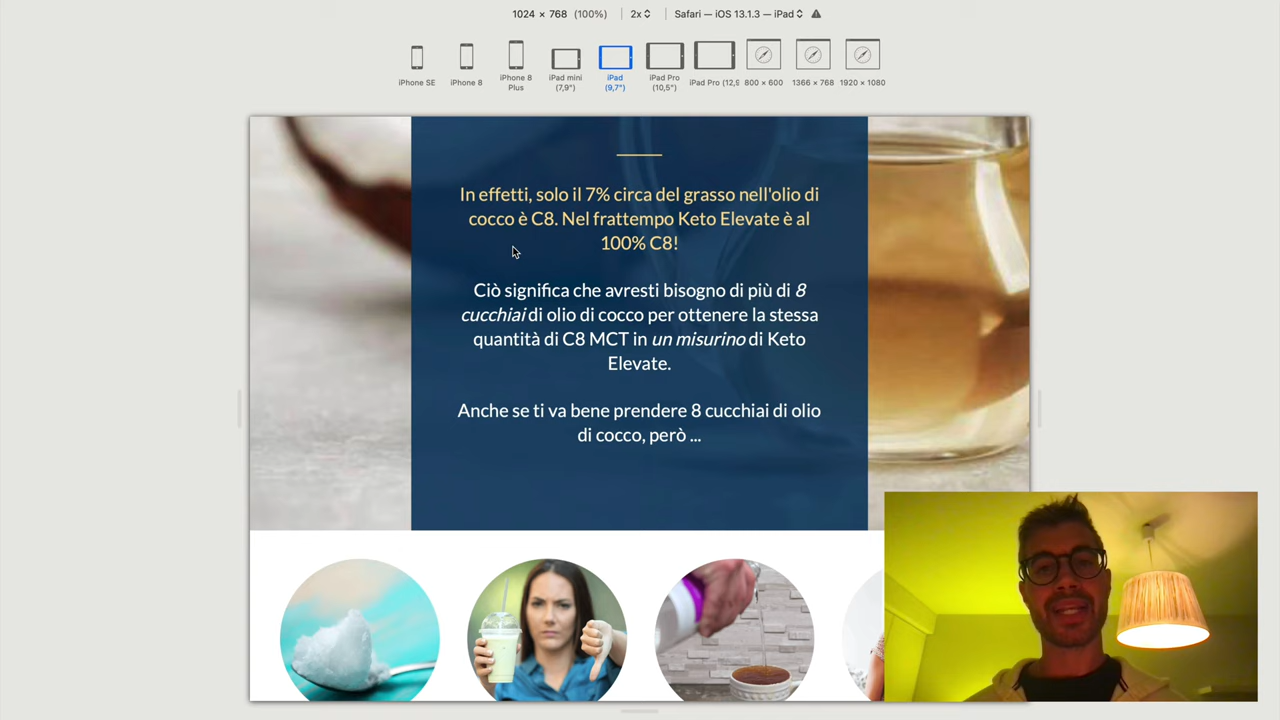 1024 × 768 (100%) 2x Safari — iOS 13.1.3 — iPad
iPhone SE
iPhone 8
iPhone 8
Plus
iPad mini
(7,9")
iPad
(9,7")
iPad Pro
(10,5")
iPad Pro (12,9
800 × 600
1366 × 768
1920 × 1080
In effetti, solo il 7% circa del grasso nell'olio di
cocco è C8. Nel frattempo Keto Elevate è al
100% C8!
Ciò significa che avresti bisogno di più di 8
cucchiai di olio di cocco per ottenere la stessa
quantità di C8 MCT in un misurino di Keto
Elevate.
Anche se ti va bene prendere 8 cucchiai di olio
di cocco, però ...